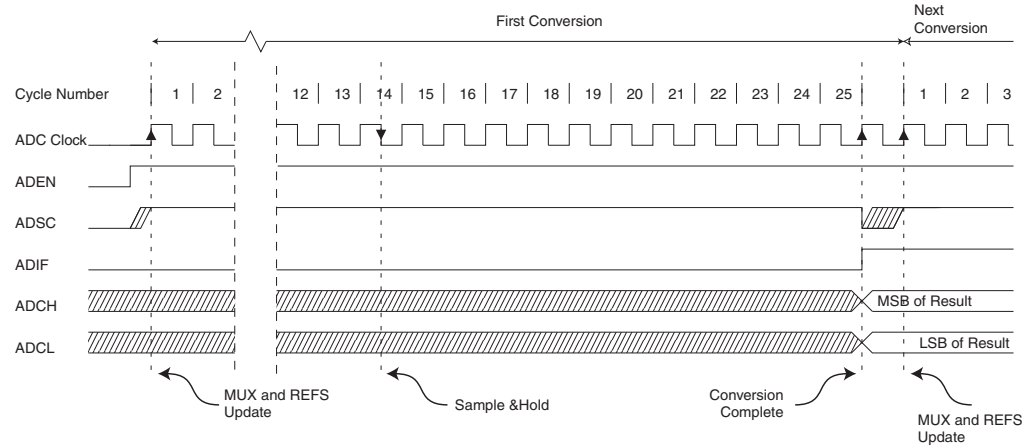 First Conversion
Next
Conversion
Cycle Number 1 2 12 13 14 15 16 17 18 19 20 21 22 23 24 25 1 2 3
ADC Clock
ADEN
ADSC
ADIF
ADCH MSB of Result
ADCL LSB of Result
MUX and REFS
Update
Sample &Hold
Conversion
Complete
MUX and REFS
Update